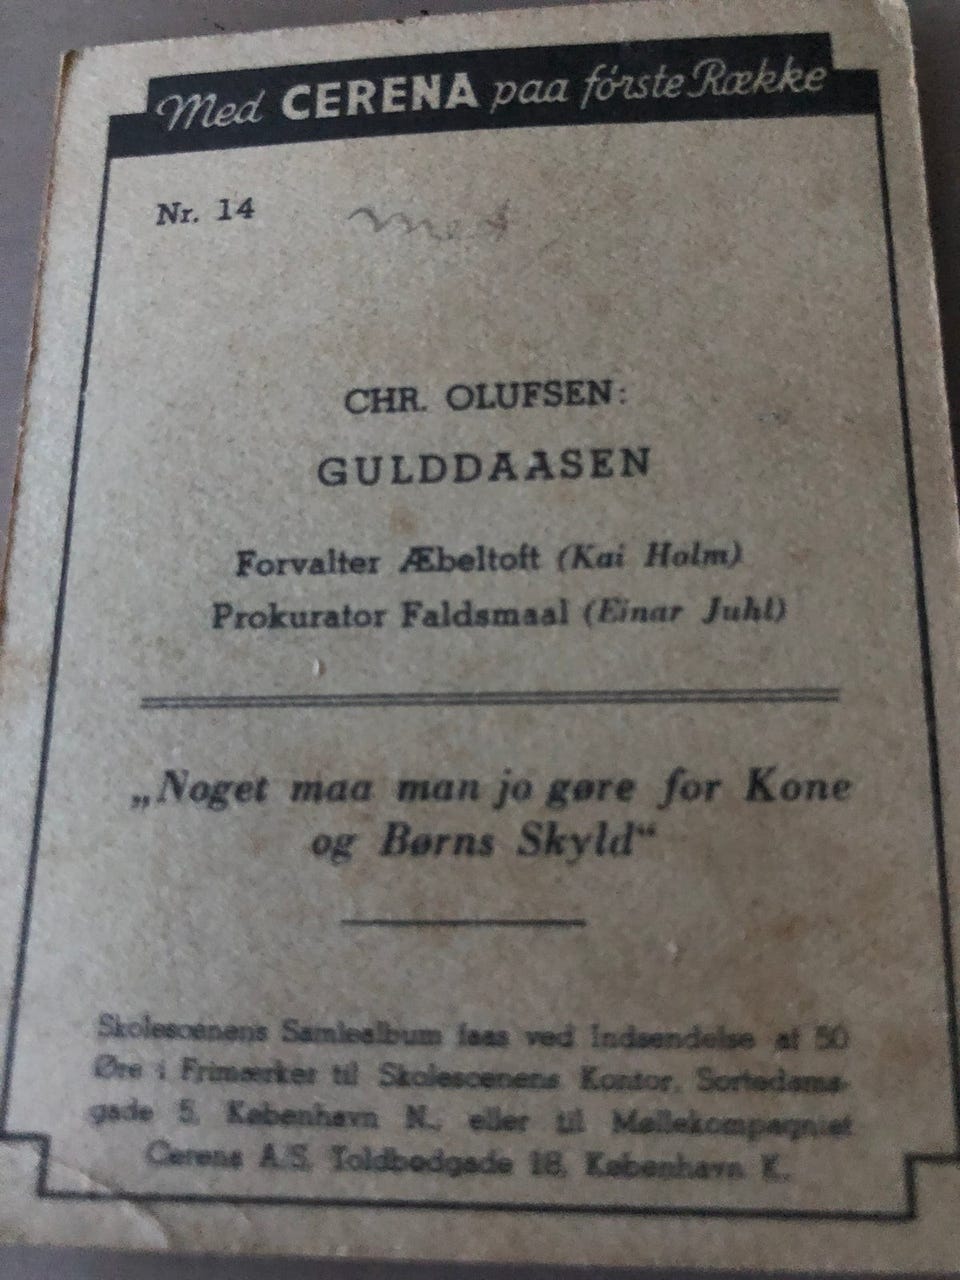 Med CERENA paa første Række
Nr. 14 med
CHR. OLUFSEN:
GULDDAASEN
Forvalter Æbeltoft (Kai Holm)
Prokurator Faldsmaal (Einar Juhl)
„Noget maa man jo gøre for Kone
og Børns Skyld“
Skolescenens Samlealbum faas ved Indsendelse af 50
Øre i Frimærker til Skolescenens Kontor, Sortedams-
gade 5, København N., eller til Møllekompagniet
Cerena A/S, Toldbodgade 18, København K.